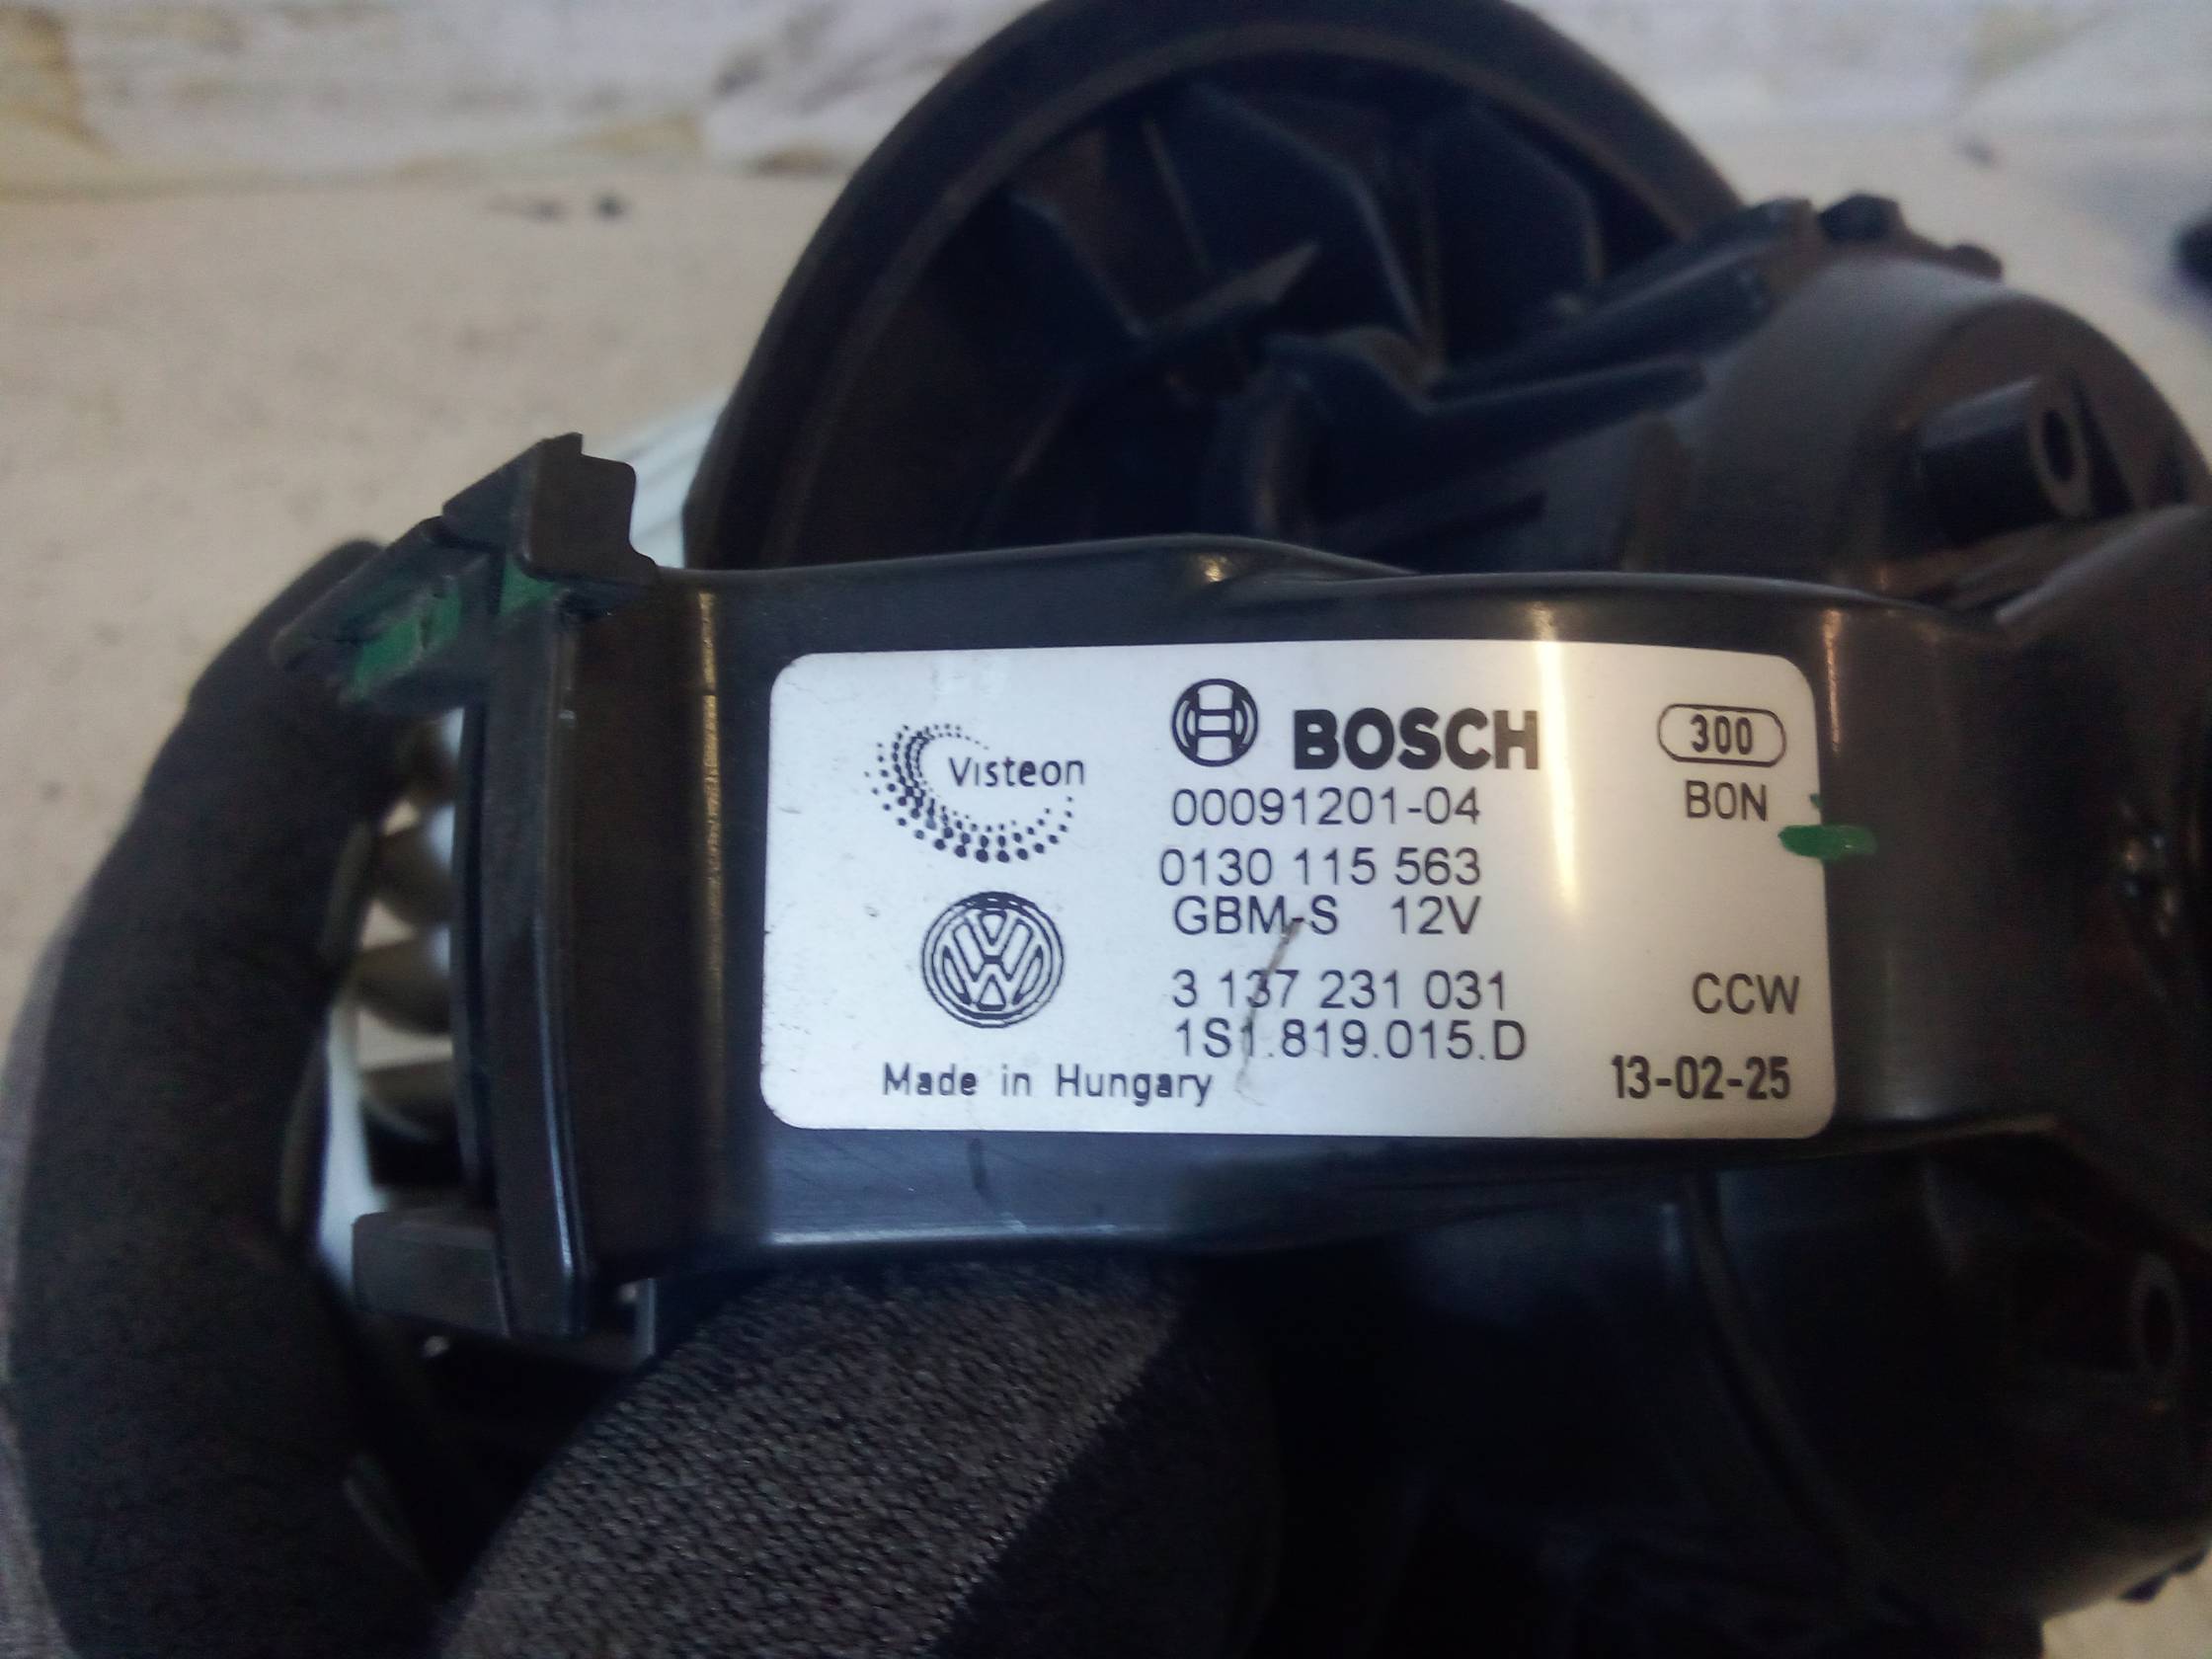 Visteon
BOSCH
300
00091201-04
BON
0130 115 563
GBM-S 12V
3 137 231 031
CCW
1S1.819.015.D
Made in Hungary
13-02-25